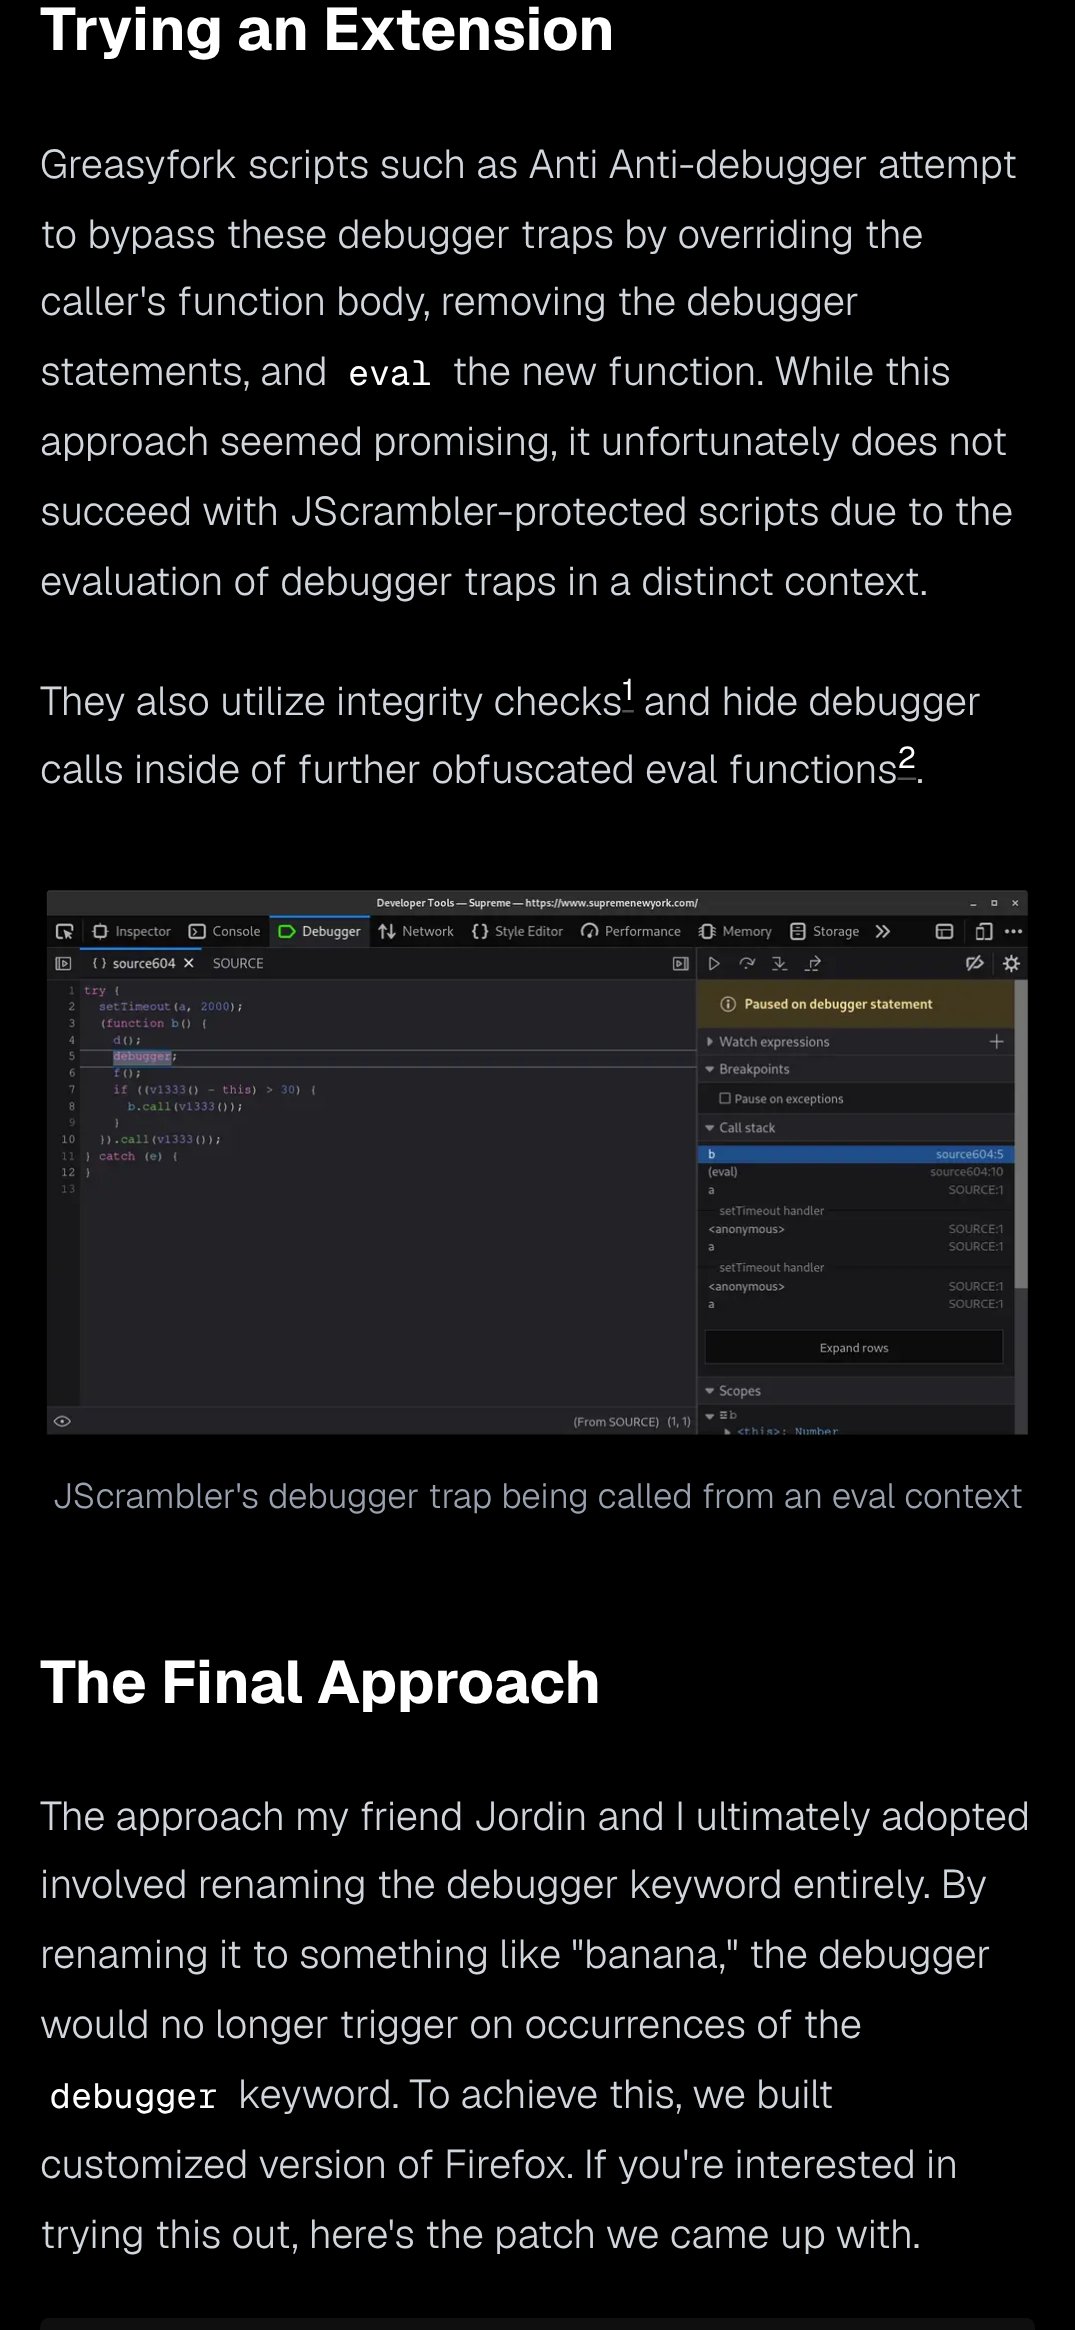 Trying an Extension
Greasyfork scripts such as Anti Anti-debugger attempt
to bypass these debugger traps by overriding the
caller's function body, removing the debugger
statements, and eval the new function. While this
approach seemed promising, it unfortunately does not
succeed with JScrambler-protected scripts due to the
evaluation of debugger traps in a distinct context.
They also utilize integrity checks1 and hide debugger
calls inside of further obfuscated eval functions2.
Developer Tools — Supreme — https://www.supremenewyork.com/
Inspector Console Debugger Network Style Editor Performance Memory Storage
source604 SOURCE
1 try {
2 setTimeout(a, 2000);
3 (function b() {
4 d();
5 debugger;
6 f();
7 if ((v1333() - this) > 30) {
8 b.call(v1333());
9 }
10 }).call(v1333());
11 } catch (e) {
12 }
13
(From SOURCE) (1, 1)
Paused on debugger statement
Watch expressions
Breakpoints
Pause on exceptions
Call stack
b source604:5
(eval) source604:10
a SOURCE:1
setTimeout handler
<anonymous> SOURCE:1
a SOURCE:1
setTimeout handler
<anonymous> SOURCE:1
a SOURCE:1
Expand rows
Scopes
b
<this>: Number
JScrambler's debugger trap being called from an eval context
The Final Approach
The approach my friend Jordin and I ultimately adopted
involved renaming the debugger keyword entirely. By
renaming it to something like "banana," the debugger
would no longer trigger on occurrences of the
debugger keyword. To achieve this, we built
customized version of Firefox. If you're interested in
trying this out, here's the patch we came up with.